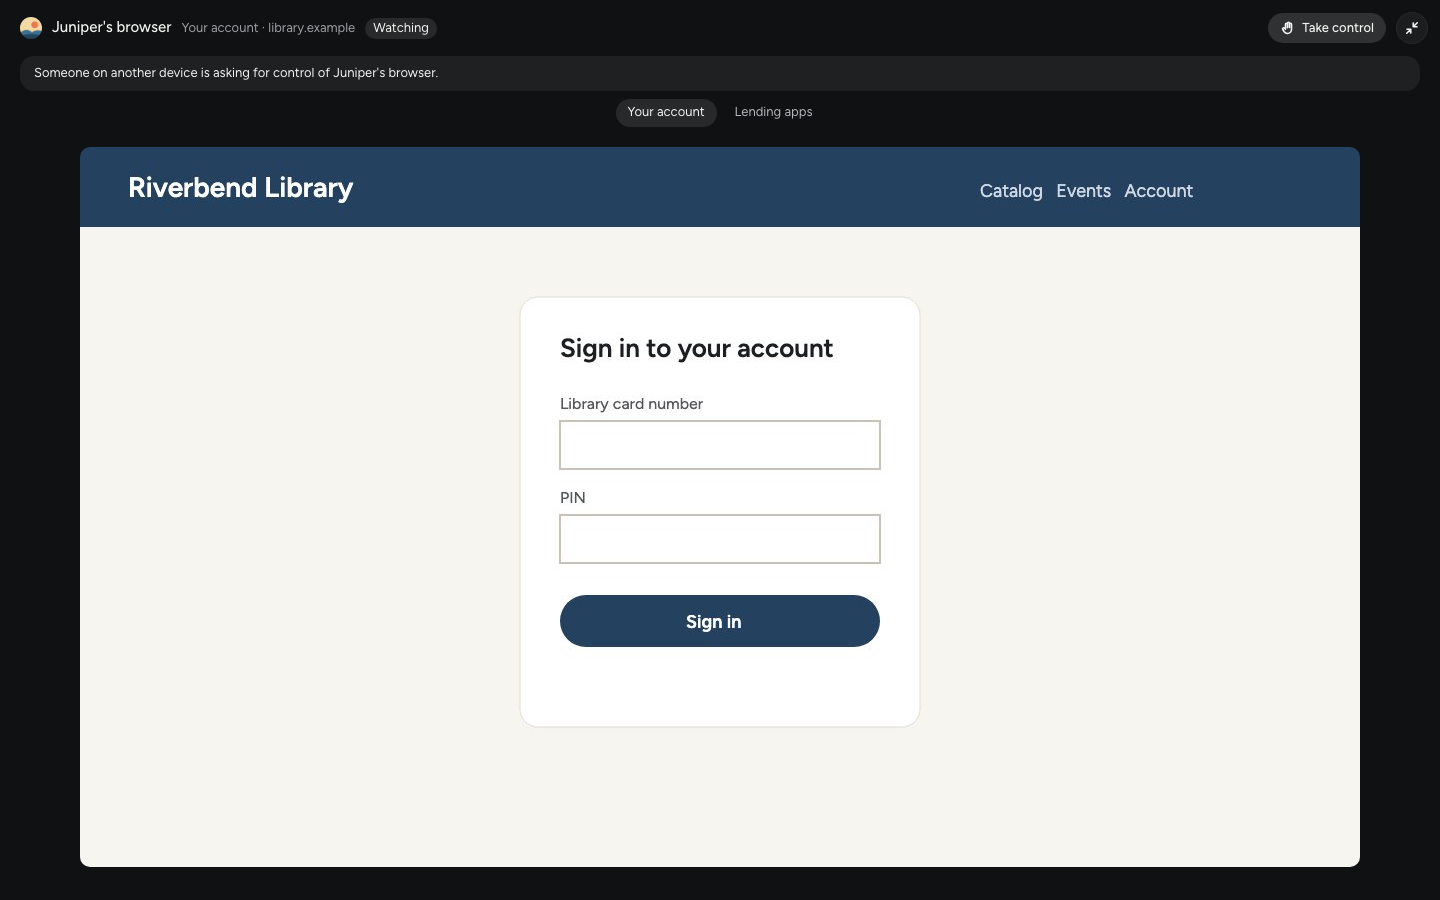 Juniper's browser Your account · library.example Watching Take control
Someone on another device is asking for control of Juniper's browser.
Your account Lending apps
Riverbend Library Catalog Events Account
Sign in to your account
Library card number
PIN
Sign in